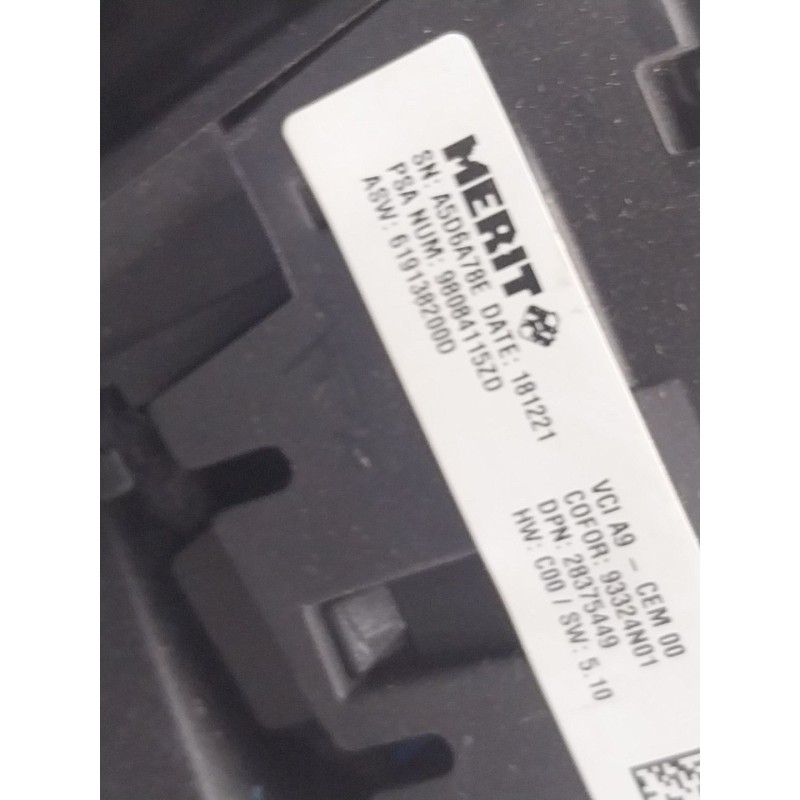 MERIT
SN: A5D6A78E DATE: 181221
PSA NUM: 98084115ZD
ASW: 619138200D
VCI A9 - CEM 00
COFOR: 93324N01
DPN: 28375449
HW: C00 / SW: 5.10